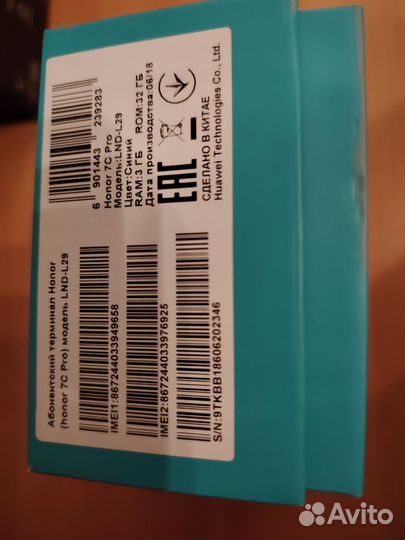 Абонентский терминал Honor
(honor 7C Pro) модель LND-L29
IMEI1:867244033949658
IMEI2:867244033976925
S/N:9TKBB18606202346
6 901443 239283
Honor 7C Pro
Модель:LND-L29
Цвет:Синий
RAM:3 ГБ ROM:32 ГБ
Дата производства:06/18
EAC
СДЕЛАНО В КИТАЕ
Huawei Technologies Co., Ltd.
Avito